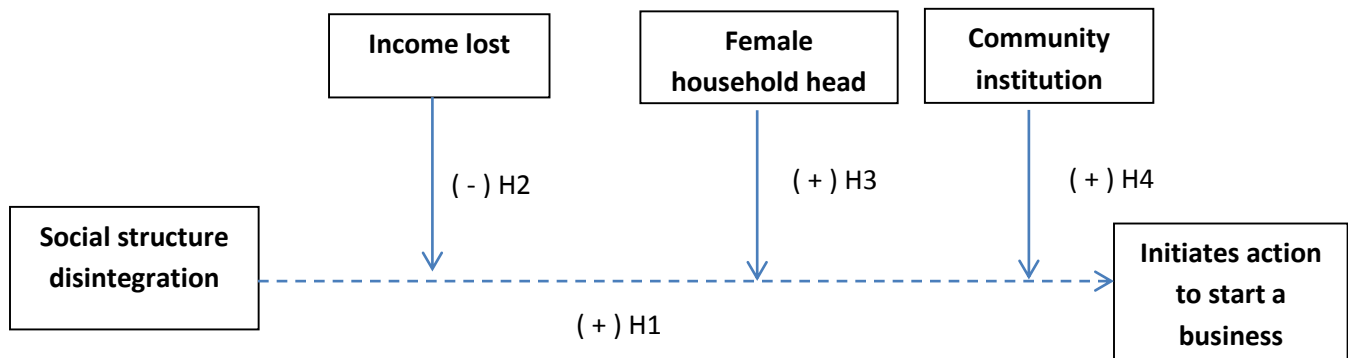 Income lost
Female
household head
Community
institution
( - ) H2
( + ) H3
( + ) H4
Social structure
disintegration
Initiates action
to start a
business
( + ) H1